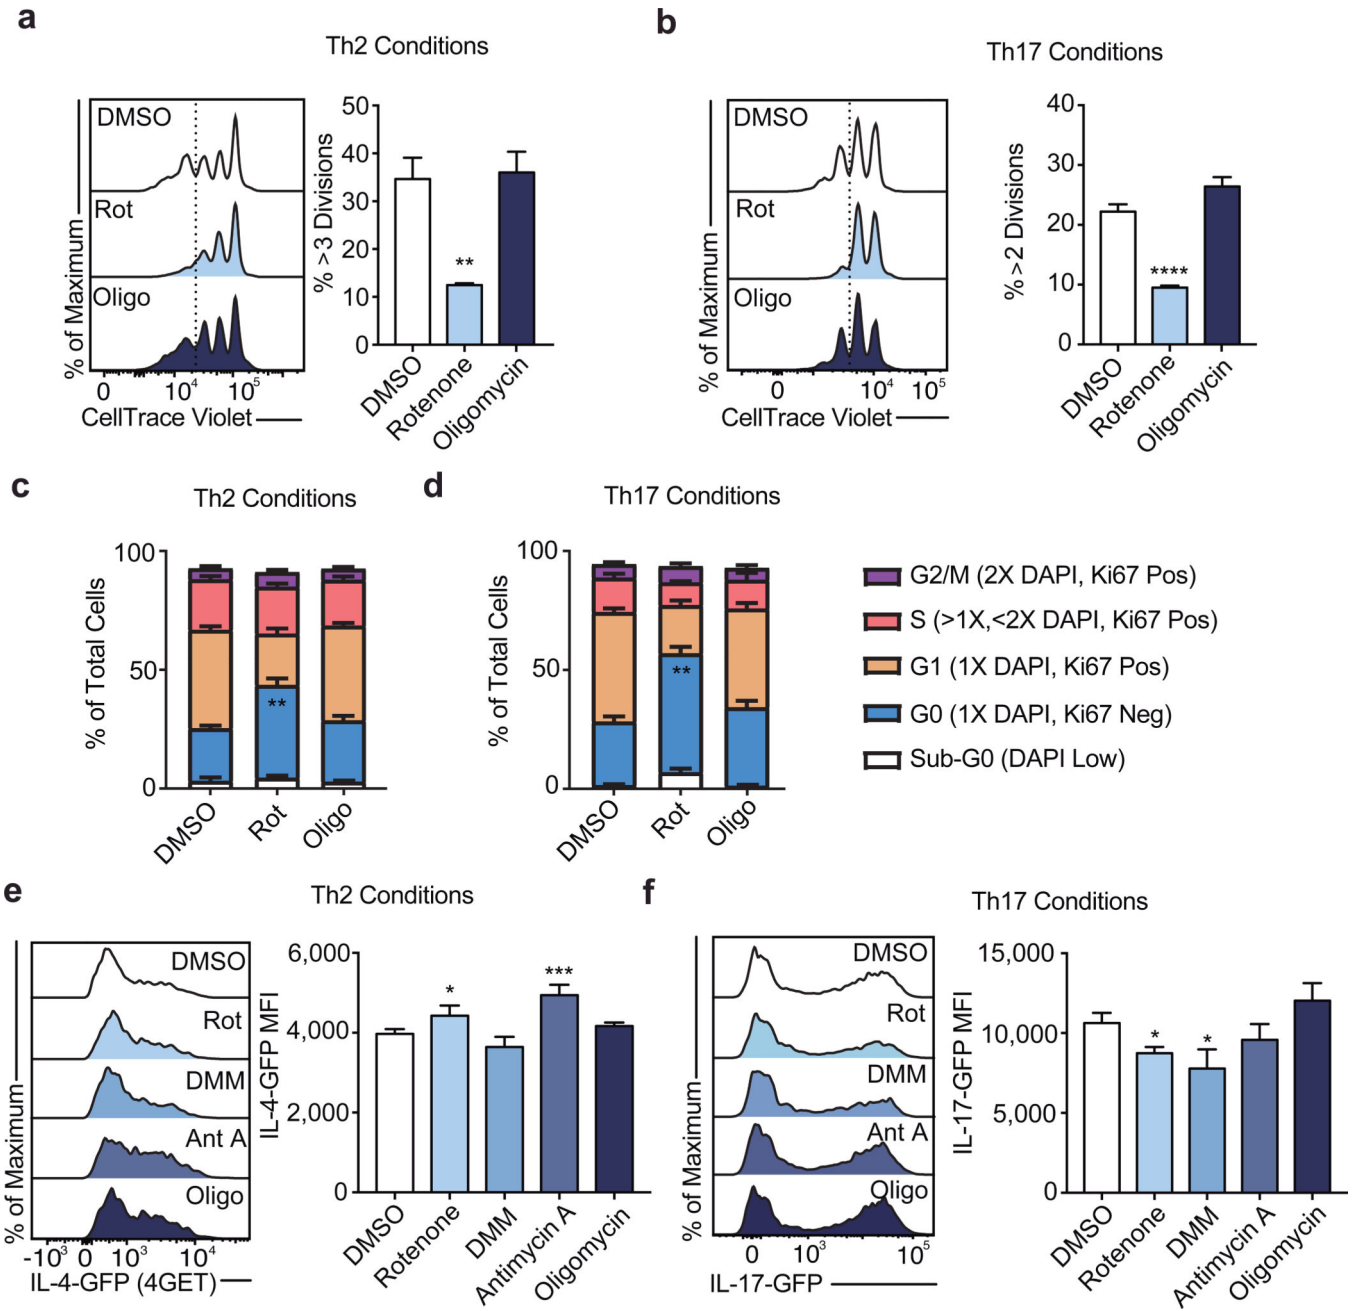 a
Th2 Conditions
DMSO
Rot
Oligo
% of Maximum
0 10⁴ 10⁵
CellTrace Violet
% >3 Divisions
50
40
30
20
10
0
**
DMSO
Rotenone
Oligomycin
b
Th17 Conditions
DMSO
Rot
Oligo
% of Maximum
0 10⁴ 10⁵
CellTrace Violet
% >2 Divisions
40
30
20
10
0
****
DMSO
Rotenone
Oligomycin
c
Th2 Conditions
% of Total Cells
100
50
0
**
DMSO
Rot
Oligo
d
Th17 Conditions
% of Total Cells
100
50
0
**
DMSO
Rot
Oligo
G2/M (2X DAPI, Ki67 Pos)
S (>1X,<2X DAPI, Ki67 Pos)
G1 (1X DAPI, Ki67 Pos)
G0 (1X DAPI, Ki67 Neg)
Sub-G0 (DAPI Low)
e
Th2 Conditions
DMSO
Rot
DMM
Ant A
Oligo
% of Maximum
-10³ 0 10³ 10⁴
IL-4-GFP (4GET)
IL-4-GFP MFI
6,000
4,000
2,000
0
*
***
DMSO
Rotenone
DMM
Antimycin A
Oligomycin
f
Th17 Conditions
DMSO
Rot
DMM
Ant A
Oligo
% of Maximum
0 10³ 10⁵
IL-17-GFP
IL-17-GFP MFI
15,000
10,000
5,000
0
*
*
DMSO
Rotenone
DMM
Antimycin A
Oligomycin